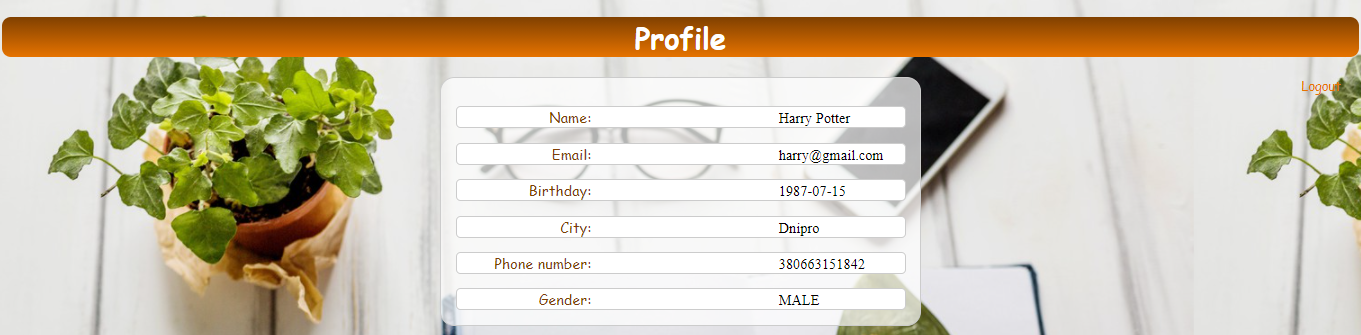 Profile
Logout
Name: Harry Potter
Email: harry@gmail.com
Birthday: 1987-07-15
City: Dnipro
Phone number: 380663151842
Gender: MALE